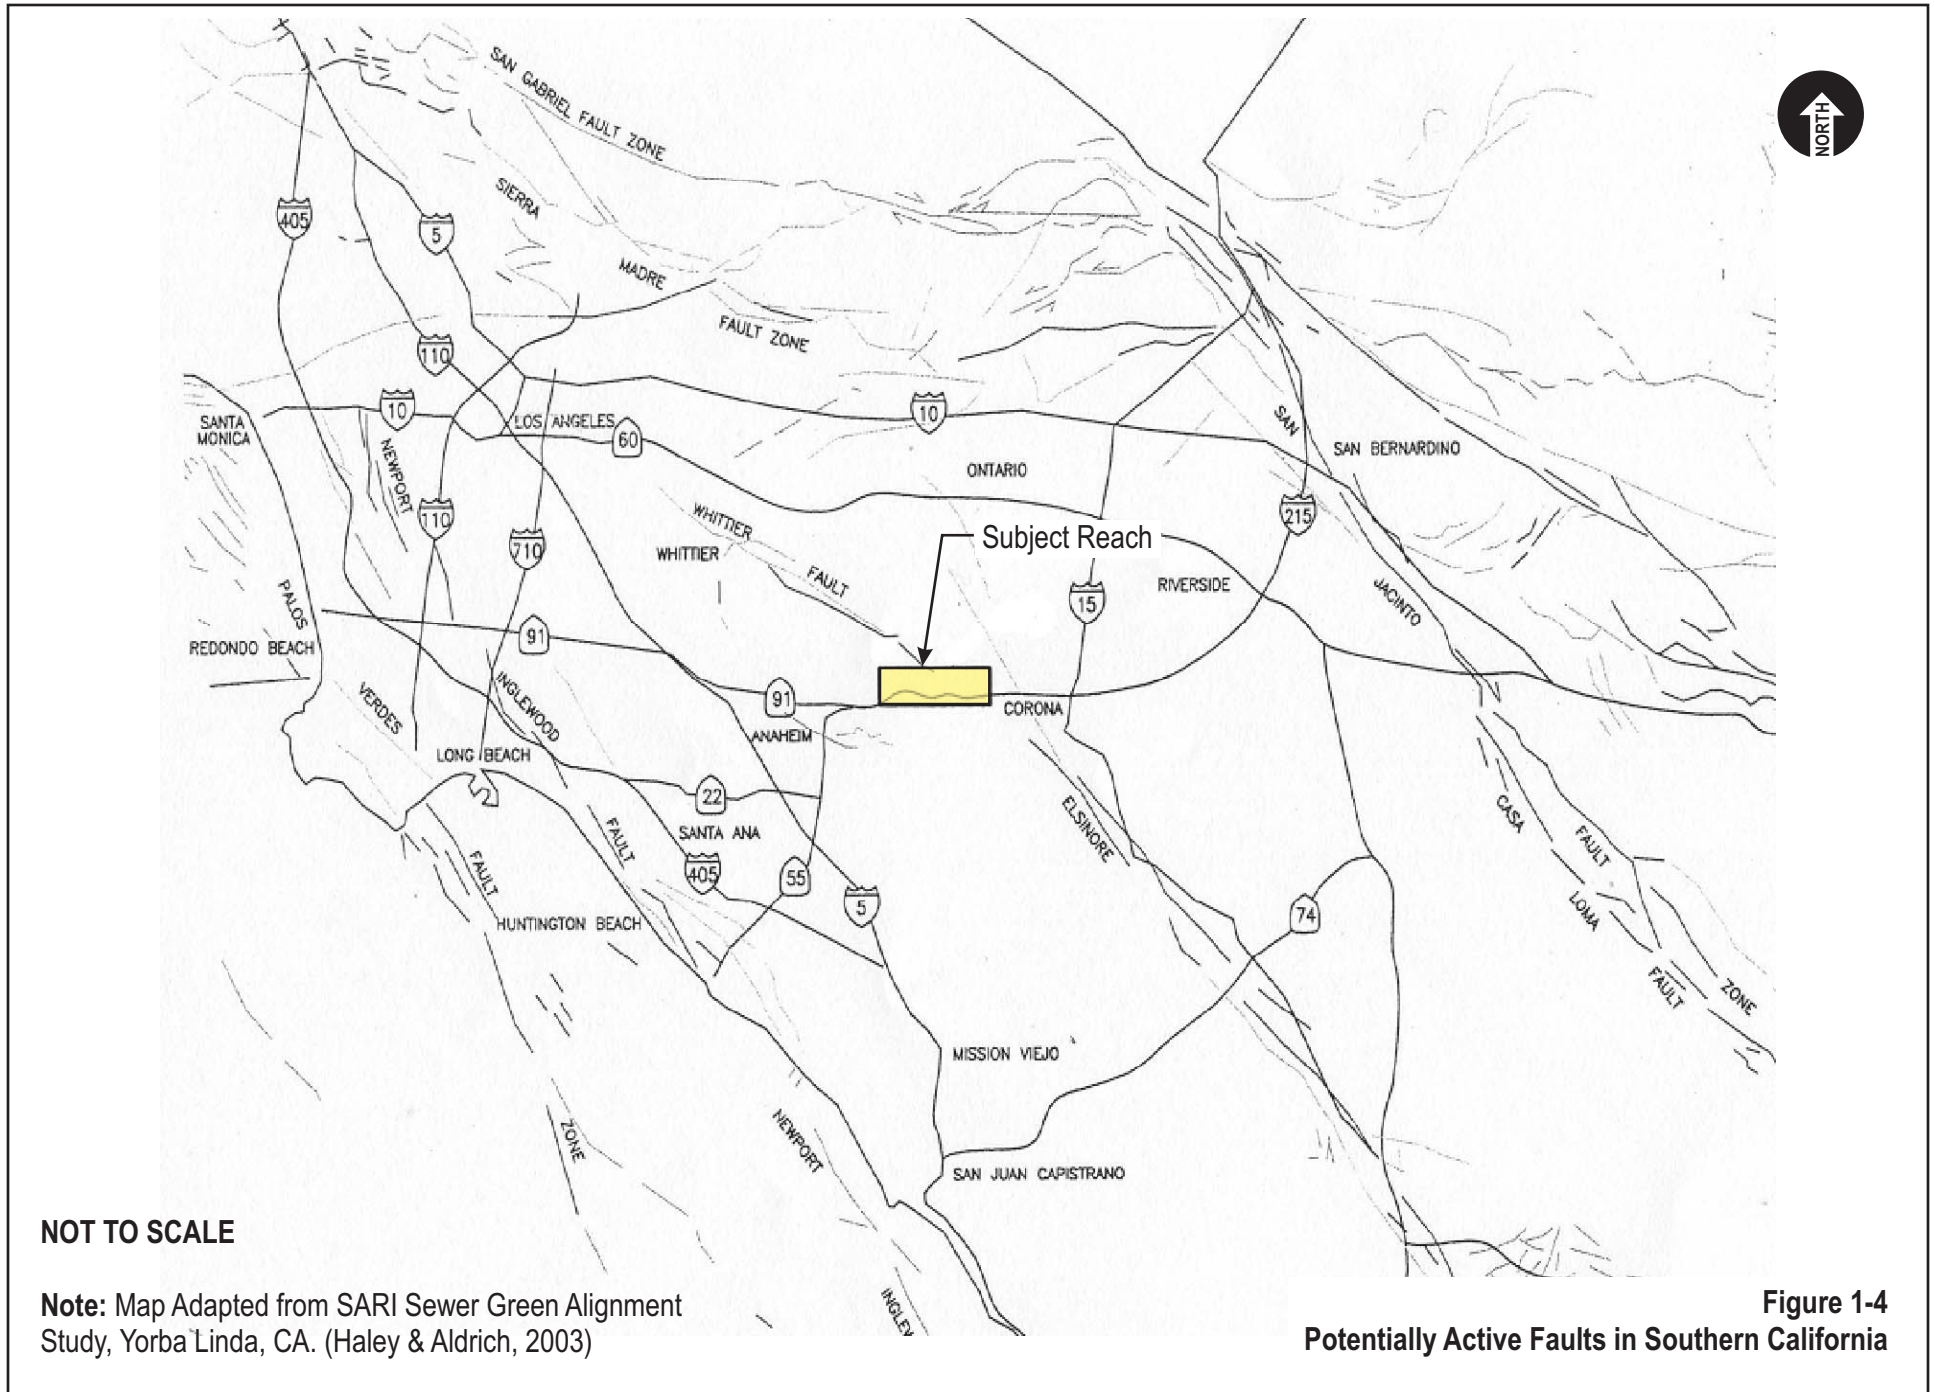 SAN GABRIEL FAULT ZONE
NORTH
SIERRA
405
5
MADRE
FAULT ZONE
110
10
SANTA
MONICA
LOS ANGELES
60
10
SAN
NEWPORT
SAN BERNARDINO
ONTARIO
110
WHITTIER
215
710
WHITTIER
Subject Reach
FAULT
RIVERSIDE
PALOS
15
JACINTO
91
REDONDO BEACH
VERDES
INGLEWOOD
91
CORONA
ANAHEIM
LONG BEACH
22
ELSINORE
CASA
FAULT
SANTA ANA
FAULT
FAULT
405
55
5
LOMA
74
HUNTINGTON BEACH
FAULT
ZONE
MISSION VIEJO
ZONE
NEWPORT
SAN JUAN CAPISTRANO
INGLEW
NOT TO SCALE
Note: Map Adapted from SARI Sewer Green Alignment
Study, Yorba Linda, CA. (Haley & Aldrich, 2003)
Figure 1-4
Potentially Active Faults in Southern California